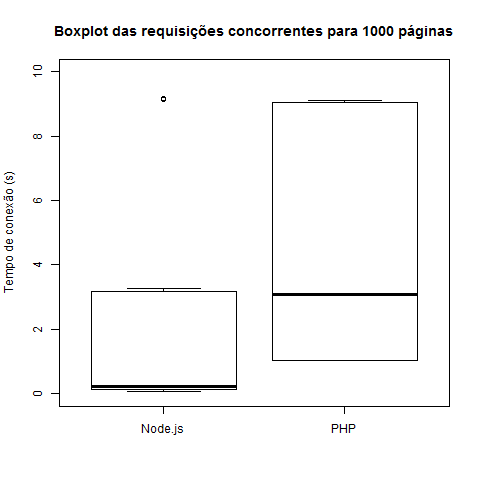 Boxplot das requisições concorrentes para 1000 páginas
Tempo de conexão (s)
10
8
6
4
2
0
Node.js
PHP